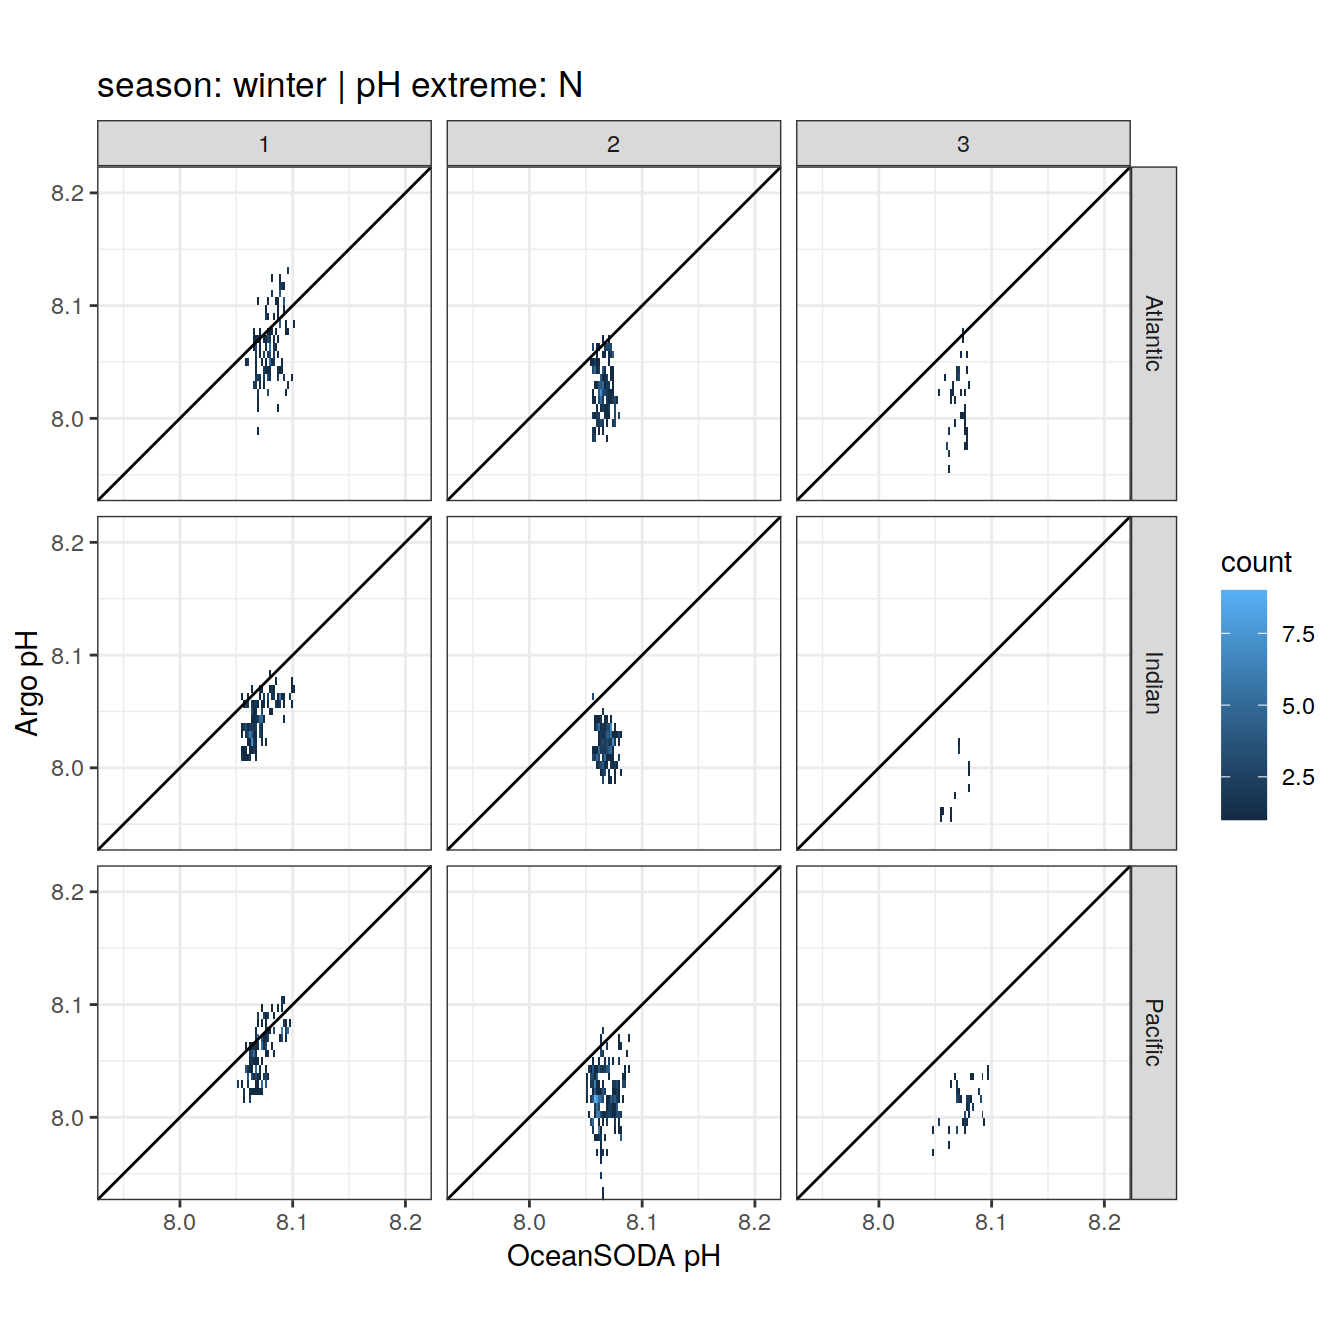 season: winter | pH extreme: N
1 2 3
8.2
8.1
8.0
Atlantic
8.2
8.1
8.0
Indian
8.2
8.1
8.0
Pacific
Argo pH
8.0 8.1 8.2 8.0 8.1 8.2 8.0 8.1 8.2
OceanSODA pH
count
7.5
5.0
2.5